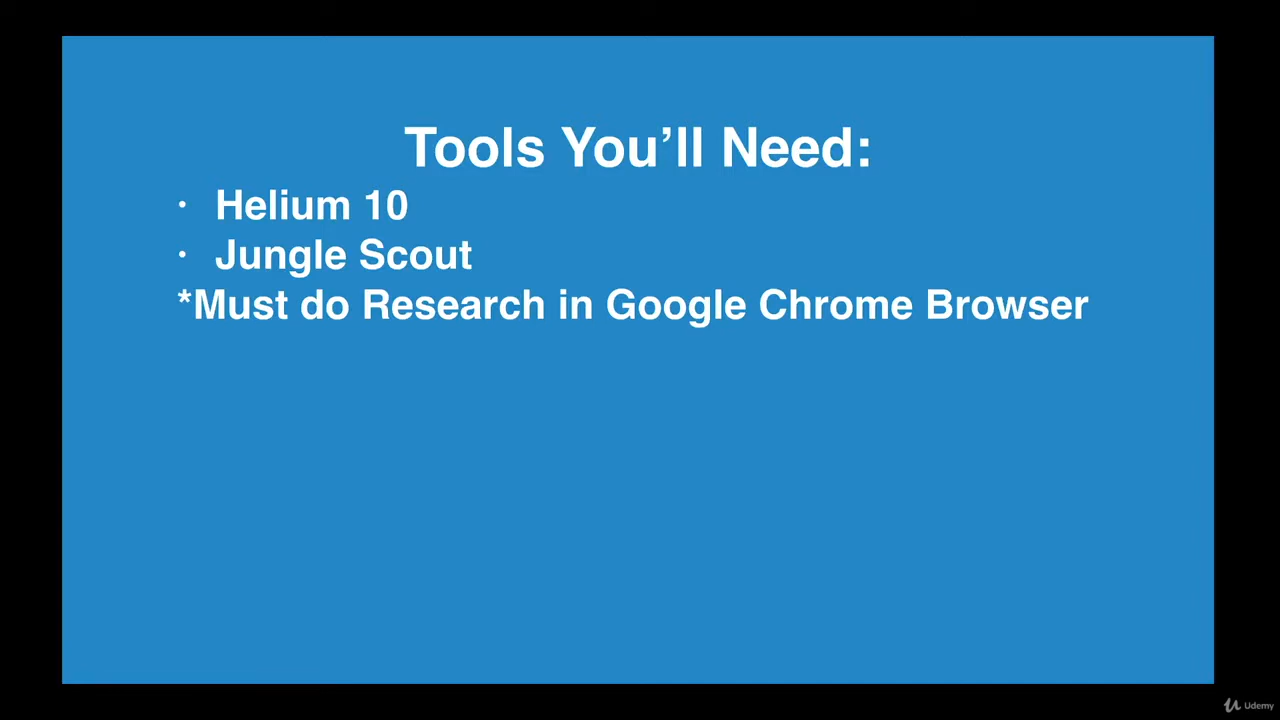 Tools You’ll Need:
· Helium 10
· Jungle Scout
*Must do Research in Google Chrome Browser
Udemy